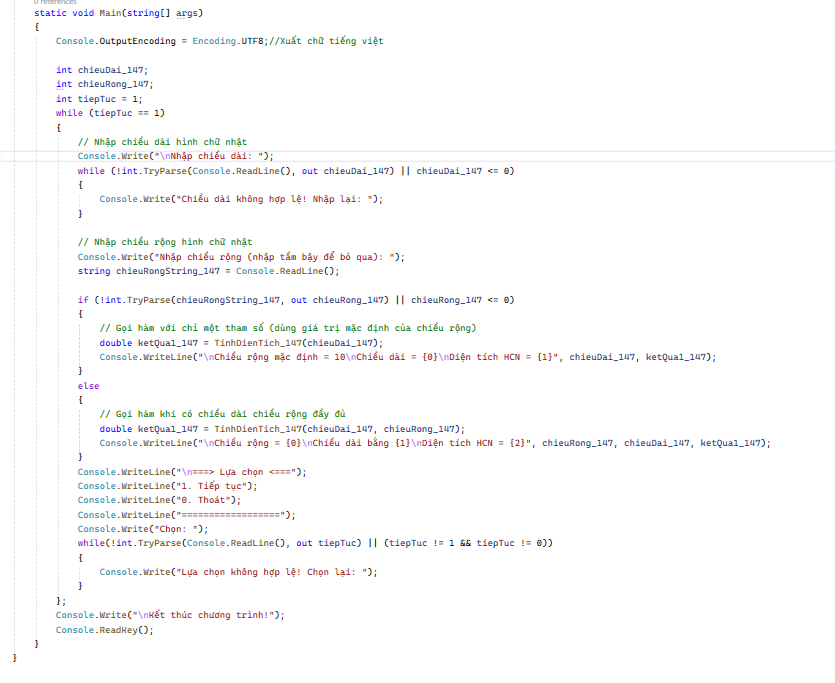 0 references
static void Main(string[] args)
{
Console.OutputEncoding = Encoding.UTF8;//Xuất chữ tiếng việt
int chieuDai_147;
int chieuRong_147;
int tiepTuc = 1;
while (tiepTuc == 1)
{
// Nhập chiều dài hình chữ nhật
Console.Write("\nNhập chiều dài: ");
while (!int.TryParse(Console.ReadLine(), out chieuDai_147) || chieuDai_147 <= 0)
{
Console.Write("Chiều dài không hợp lệ! Nhập lại: ");
}
// Nhập chiều rộng hình chữ nhật
Console.Write("Nhập chiều rộng (nhập tầm bậy để bỏ qua): ");
string chieuRongString_147 = Console.ReadLine();
if (!int.TryParse(chieuRongString_147, out chieuRong_147) || chieuRong_147 <= 0)
{
// Gọi hàm với chỉ một tham số (dùng giá trị mặc định của chiều rộng)
double ketQua1_147 = TinhDienTich_147(chieuDai_147);
Console.WriteLine("\nChiều rộng mặc định = 10\nChiều dài = {0}\nDiện tích HCN = {1}", chieuDai_147, ketQua1_147);
}
else
{
// Gọi hàm khi có chiều dài chiều rộng đầy đủ
double ketQua1_147 = TinhDienTich_147(chieuDai_147, chieuRong_147);
Console.WriteLine("\nChiều rộng = {0}\nChiều dài bằng {1}\nDiện tích HCN = {2}", chieuRong_147, chieuDai_147, ketQua1_147);
}
Console.WriteLine("\n===> Lựa chọn <===");
Console.WriteLine("1. Tiếp tục");
Console.WriteLine("0. Thoát");
Console.WriteLine("==================");
Console.Write("Chọn: ");
while(!int.TryParse(Console.ReadLine(), out tiepTuc) || (tiepTuc != 1 && tiepTuc != 0))
{
Console.Write("Lựa chọn không hợp lệ! Chọn lại: ");
}
};
Console.Write("\nKết thúc chương trình!");
Console.ReadKey();
}
}